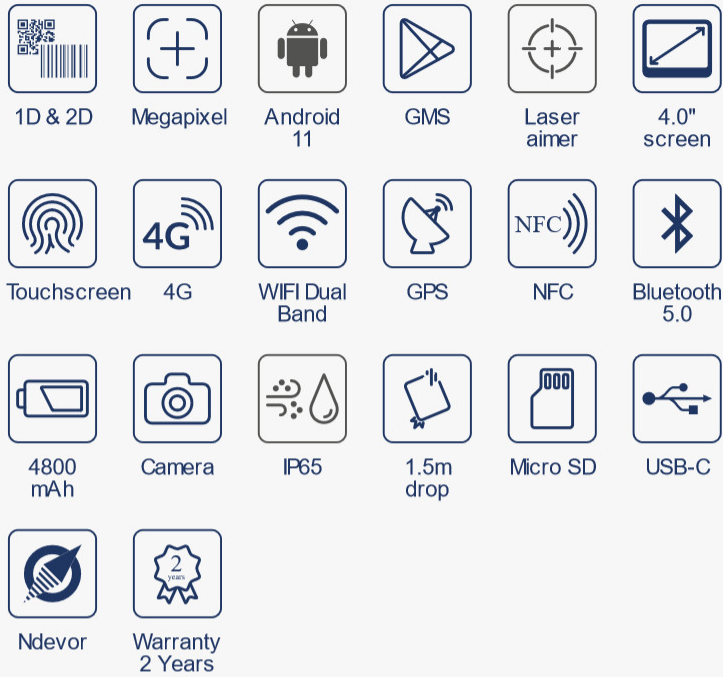 1D & 2D
Megapixel
Android
11
GMS
Laser
aimer
4.0"
screen
4G
NFC
Touchscreen
4G
WIFI Dual
Band
GPS
NFC
Bluetooth
5.0
4800
mAh
Camera
IP65
1.5m
drop
Micro SD
USB-C
2
years
Ndevor
Warranty
2 Years